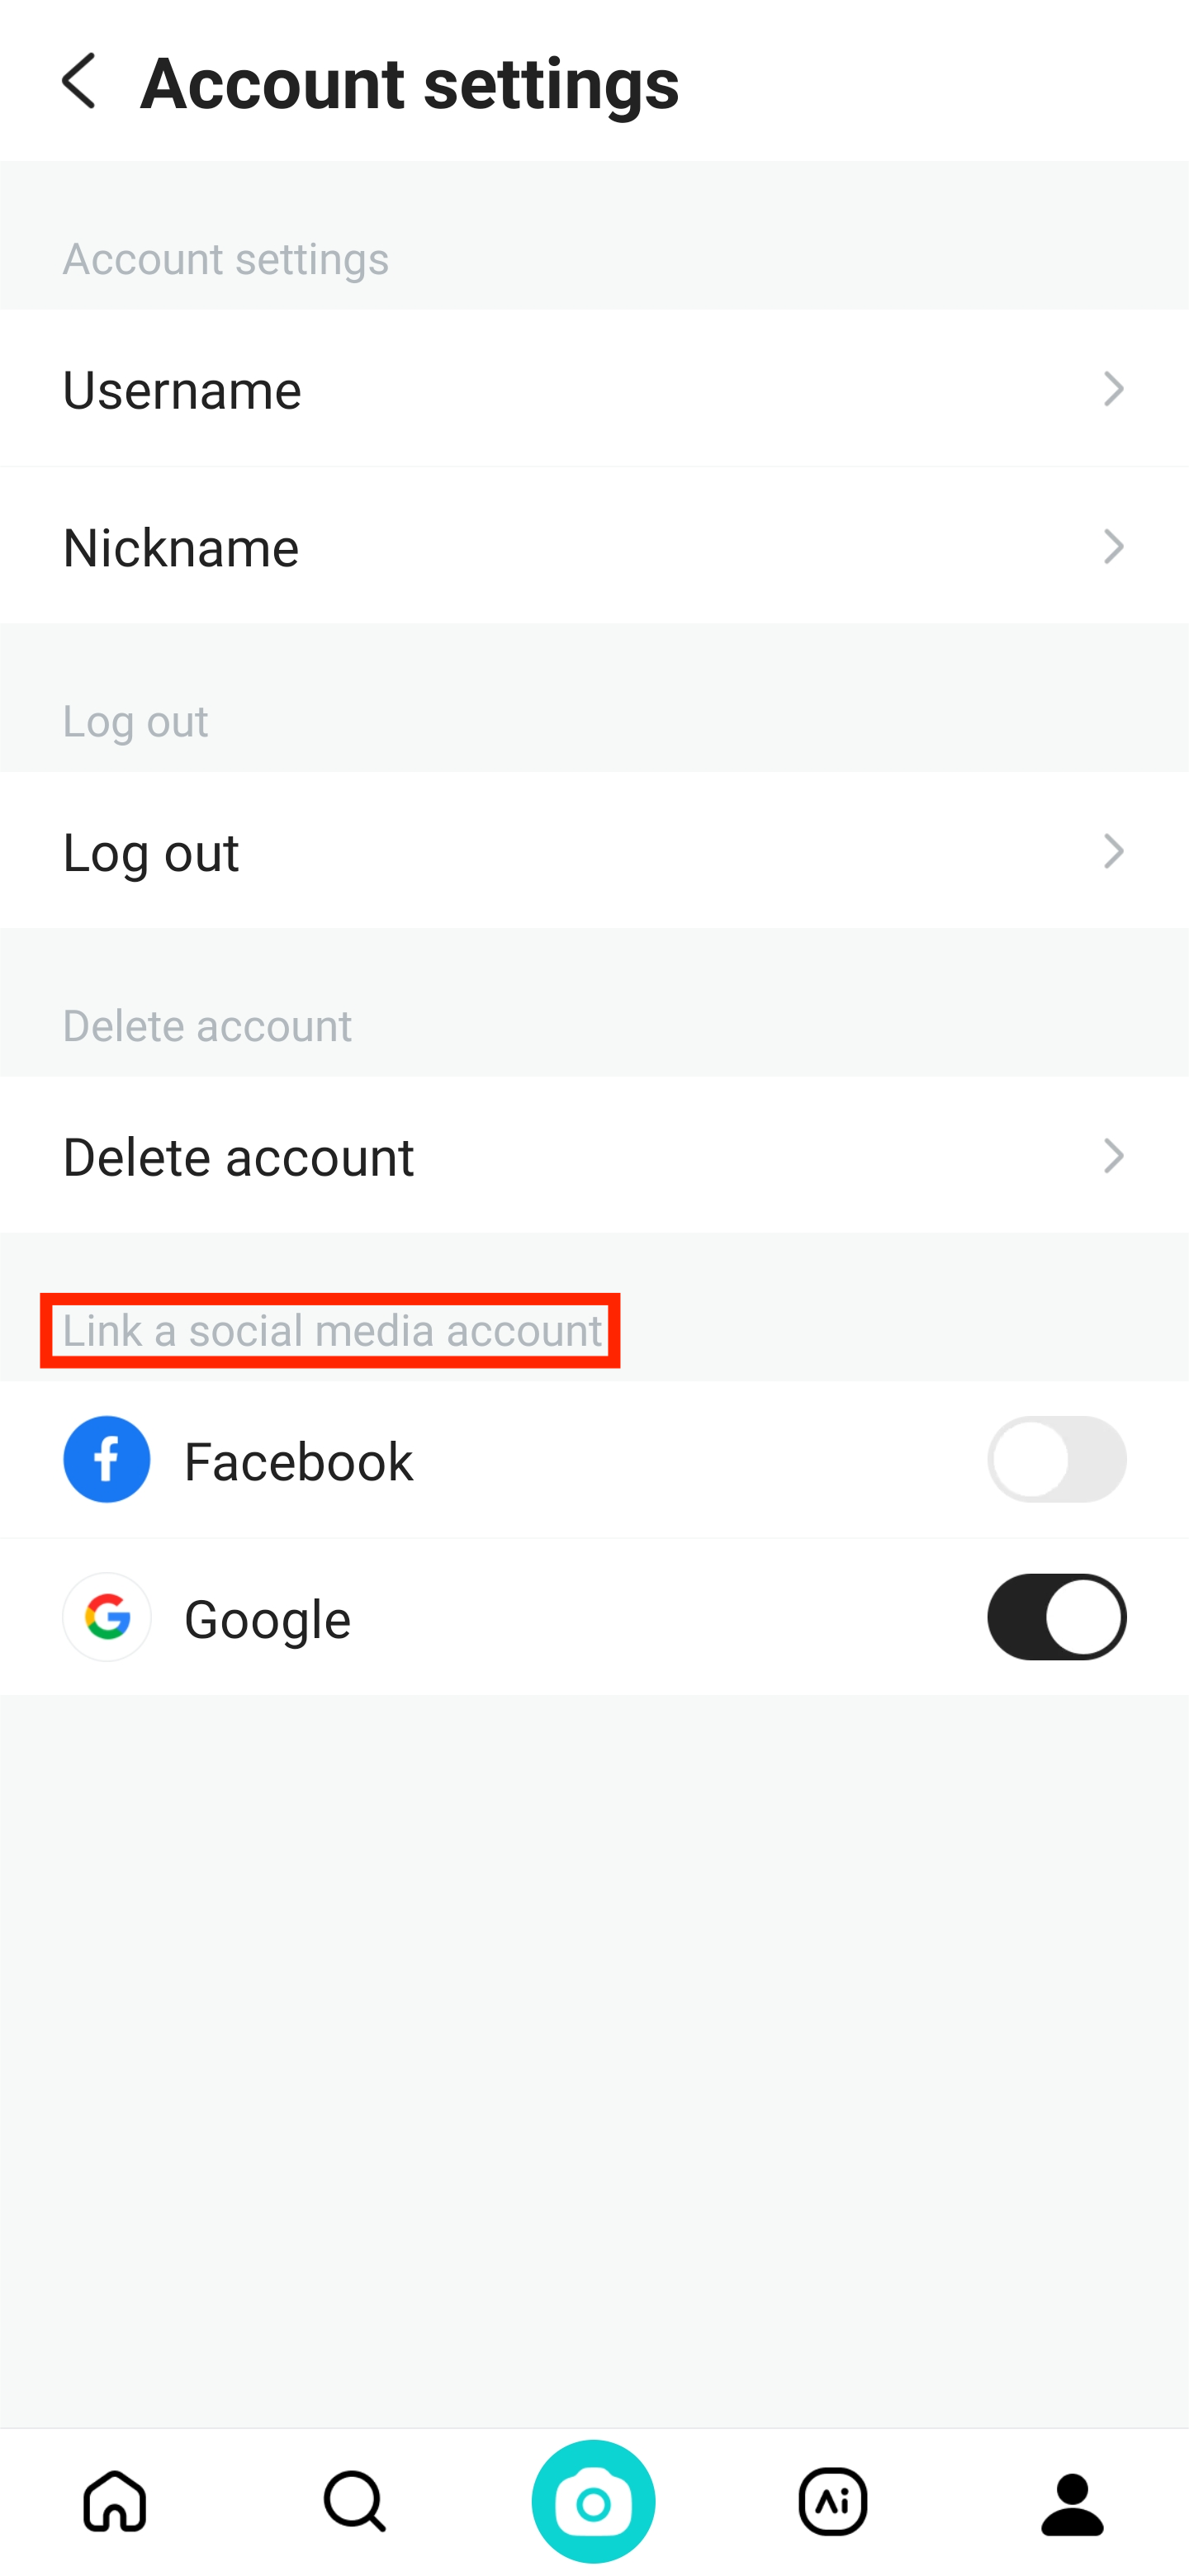 Account settings
Account settings
Username
Nickname
Log out
Log out
Delete account
Delete account
Link a social media account
Facebook
Google
Ai